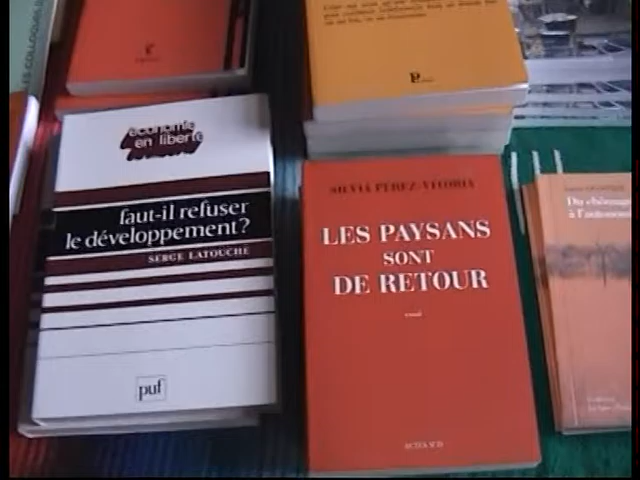 économie
en liberté
faut-il refuser
le développement?
SERGE LATOUCHE
puf
SILVIA PÉREZ-VITORIA
LES PAYSANS
SONT
DE RETOUR
essai
ACTES SUD
Du chômage
à l'autonomie